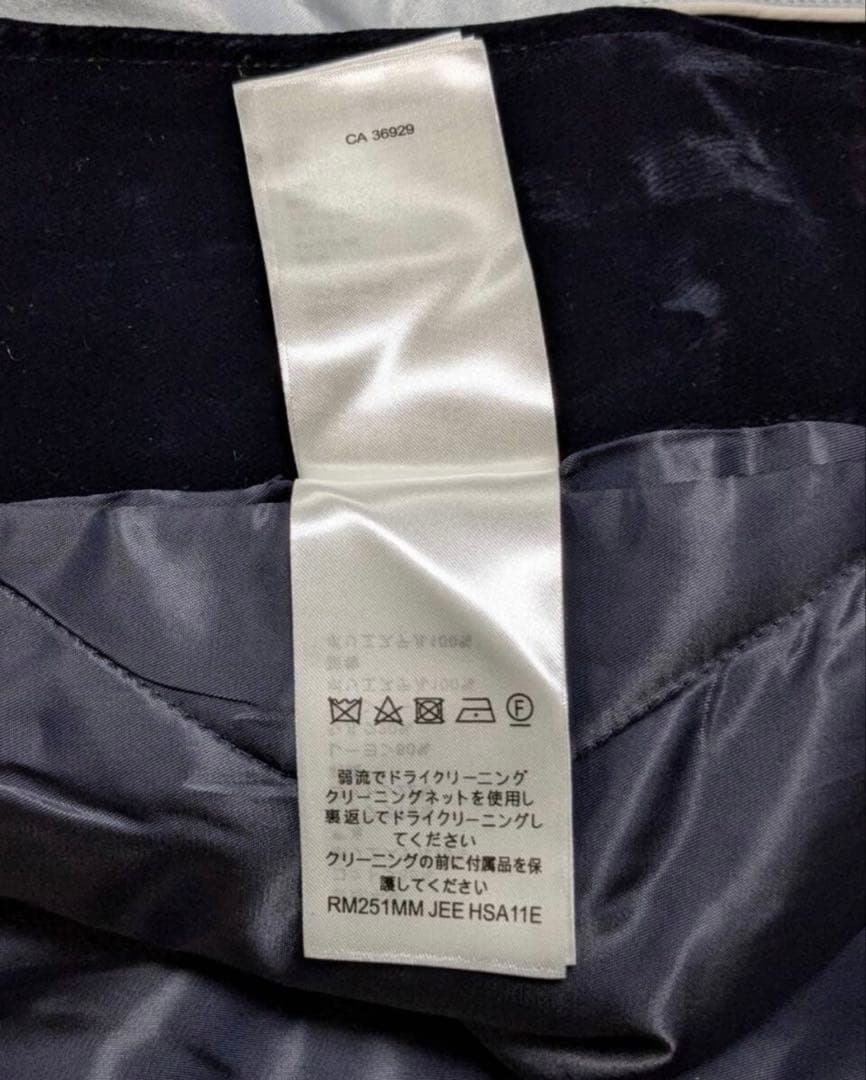 CA 36929
F
弱流でドライクリーニング
クリーニングネットを使用し
裏返してドライクリーニングし
てください
クリーニングの前に付属品を保
護してください
RM251MM JEE HSA11E